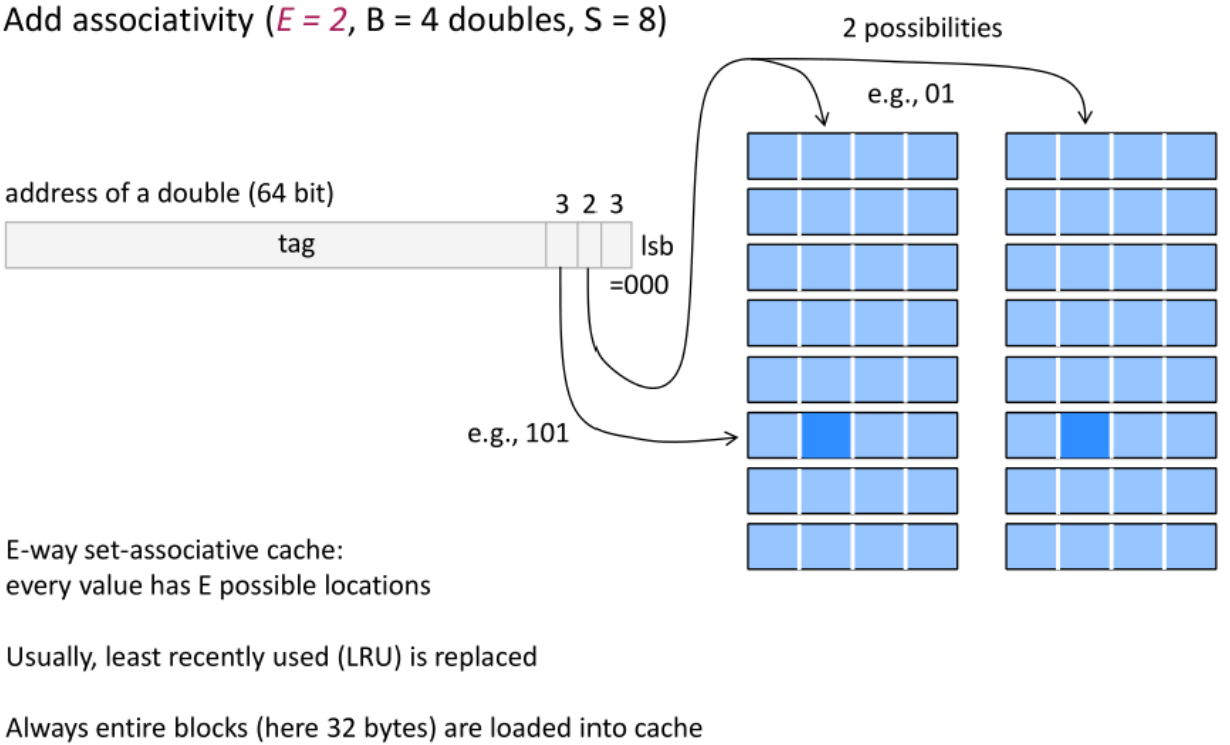 Add associativity (E = 2, B = 4 doubles, S = 8)
2 possibilities
e.g., 01
address of a double (64 bit)
3 2 3
tag
lsb
=000
e.g., 101
E-way set-associative cache:
every value has E possible locations
Usually, least recently used (LRU) is replaced
Always entire blocks (here 32 bytes) are loaded into cache